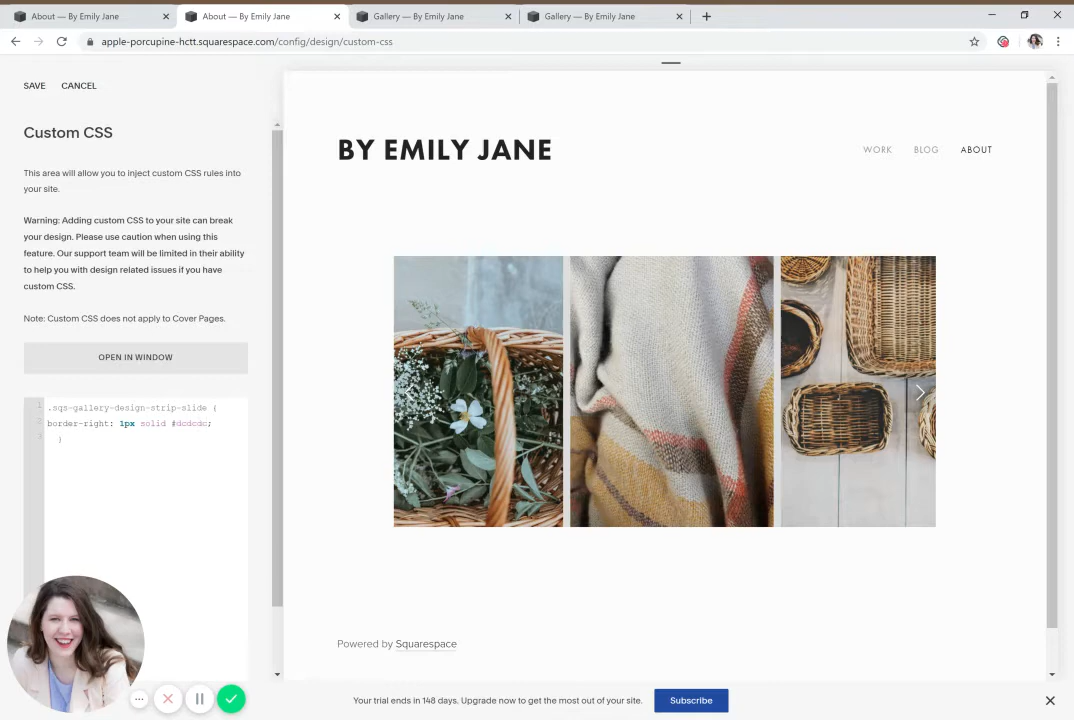 About — By Emily Jane
About — By Emily Jane
Gallery — By Emily Jane
Gallery — By Emily Jane
apple-porcupine-hctt.squarespace.com/config/design/custom-css
SAVE CANCEL
Custom CSS
This area will allow you to inject custom CSS rules into
your site.
Warning: Adding custom CSS to your site can break
your design. Please use caution when using this
feature. Our support team will be limited in their ability
to help you with design related issues if you have
custom CSS.
Note: Custom CSS does not apply to Cover Pages.
OPEN IN WINDOW
1 .sqs-gallery-design-strip-slide {
2 border-right: 1px solid #dcdcdc;
3 }
BY EMILY JANE
WORK BLOG ABOUT
Powered by Squarespace
Your trial ends in 148 days. Upgrade now to get the most out of your site. Subscribe